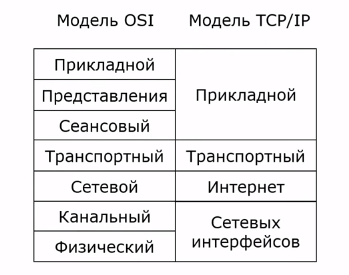 Модель OSI Модель TCP/IP
Прикладной
Представления
Сеансовый
Прикладной
Транспортный Транспортный
Сетевой Интернет
Канальный
Физический
Сетевых
интерфейсов